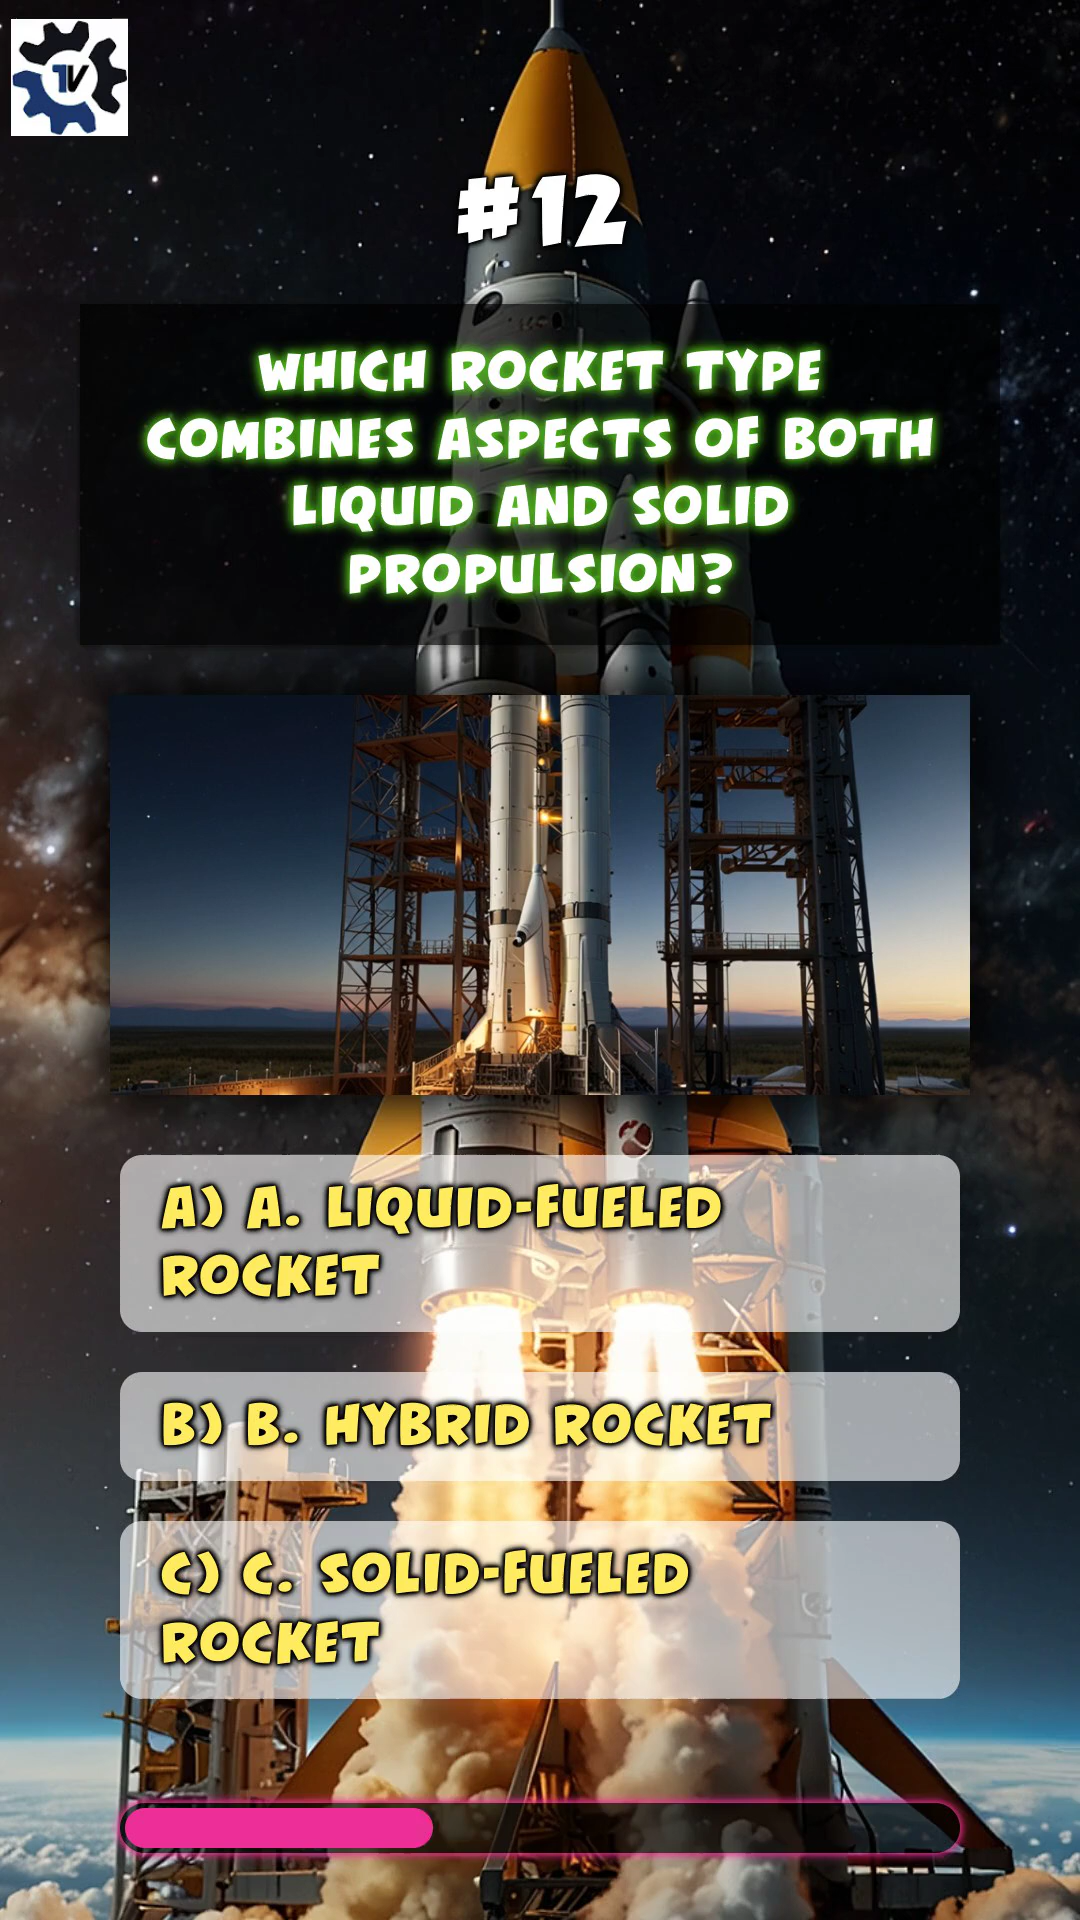 1V
#12
WHICH ROCKET TYPE
COMBINES ASPECTS OF BOTH
LIQUID AND SOLID
PROPULSION?
A) A. LIQUID-FUELED
ROCKET
B) B. HYBRID ROCKET
C) C. SOLID-FUELED
ROCKET